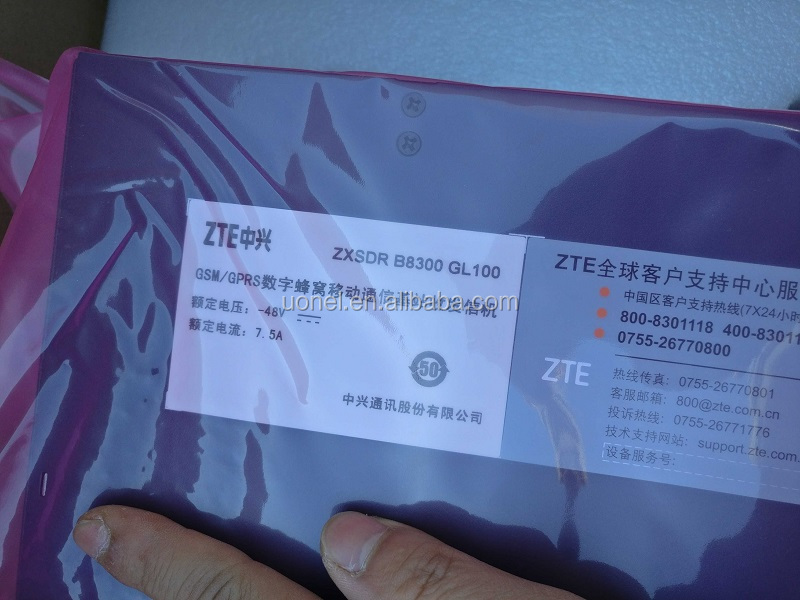 ZTE中兴
ZXSDR B8300 GL100
GSM/GPRS数字蜂窝移动通信
信机
额定电压：-48V
额定电流：7.5A
50
中兴通讯股份有限公司
ZTE全球客户支持中心服
中国区客户支持热线(7X24小时
800-8301118 400-83011
0755-26770800
ZTE
热线传真： 0755-26770801
客服邮箱： 800@zte.com.cn
投诉热线： 0755-26771776
技术支持网站： support.zte.com.
设备服务号：
uonel.en.alibaba.com